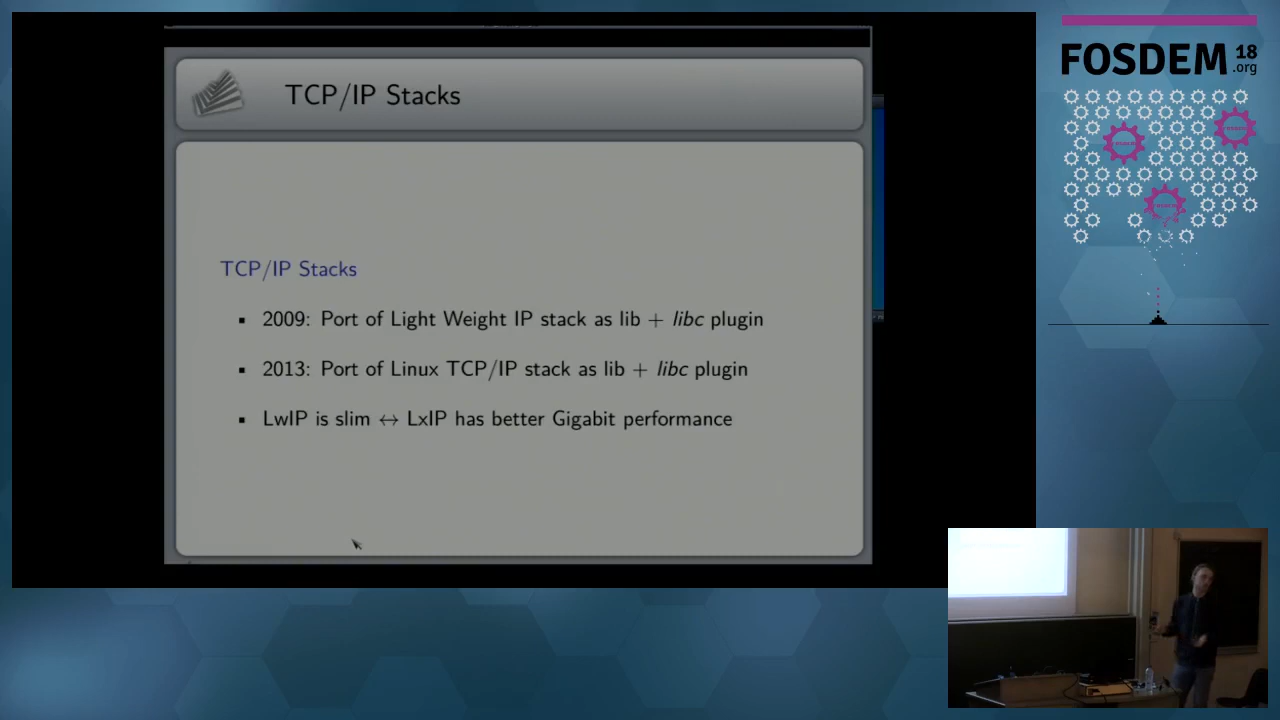 TCP/IP Stacks
TCP/IP Stacks
▪ 2009: Port of Light Weight IP stack as lib + libc plugin
▪ 2013: Port of Linux TCP/IP stack as lib + libc plugin
▪ LwIP is slim ↔ LxIP has better Gigabit performance
FOSDEM 18
.org